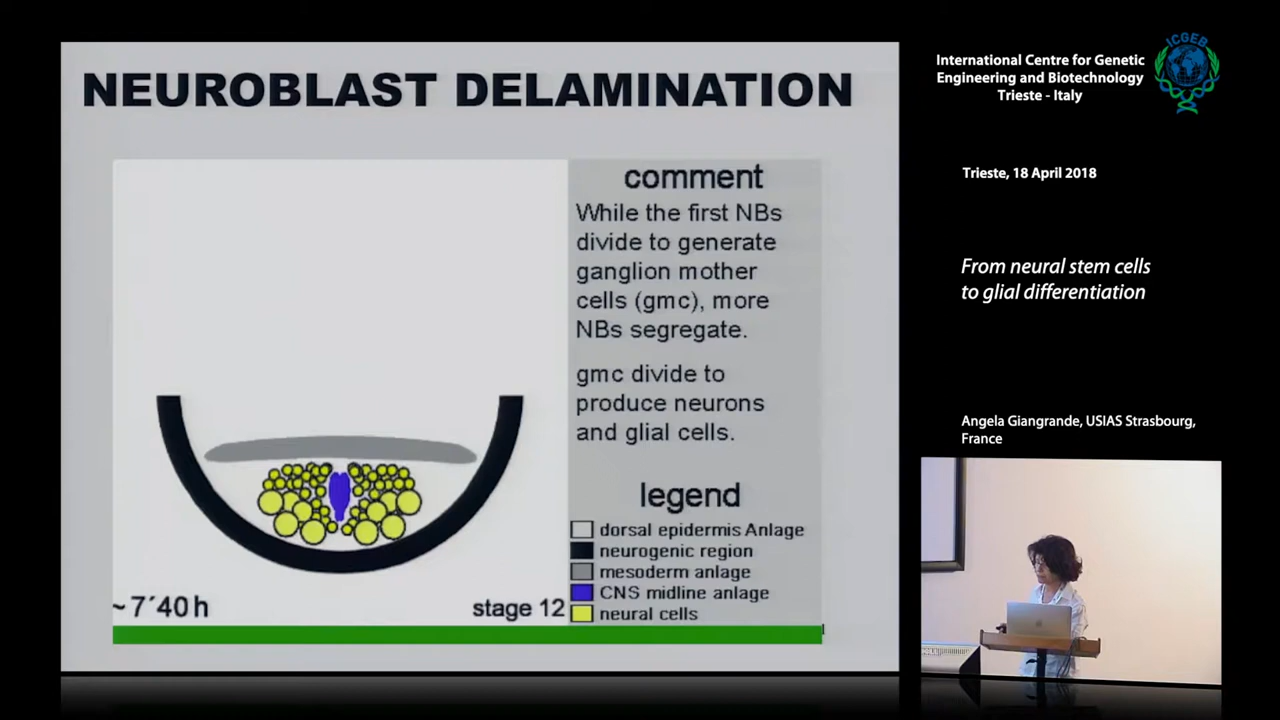 NEUROBLAST DELAMINATION
comment
While the first NBs
divide to generate
ganglion mother
cells (gmc), more
NBs segregate.
gmc divide to
produce neurons
and glial cells.
legend
dorsal epidermis Anlage
neurogenic region
mesoderm anlage
CNS midline anlage
neural cells
~7´40h
stage 12
International Centre for Genetic
Engineering and Biotechnology
Trieste - Italy
ICGEB
Trieste, 18 April 2018
From neural stem cells
to glial differentiation
Angela Giangrande, USIAS Strasbourg,
France